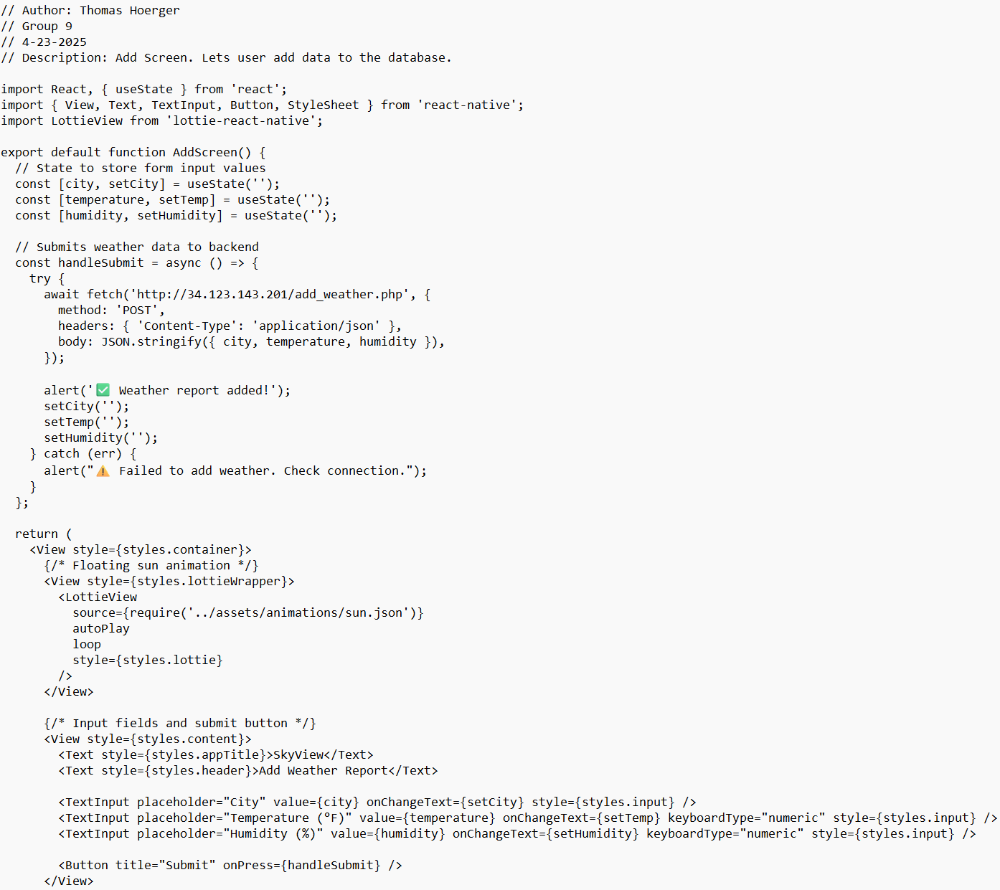 // Author: Thomas Hoerger
// Group 9
// 4-23-2025
// Description: Add Screen. Lets user add data to the database.

import React, { useState } from 'react';
import { View, Text, TextInput, Button, StyleSheet } from 'react-native';
import LottieView from 'lottie-react-native';

export default function AddScreen() {
  // State to store form input values
  const [city, setCity] = useState('');
  const [temperature, setTemp] = useState('');
  const [humidity, setHumidity] = useState('');

  // Submits weather data to backend
  const handleSubmit = async () => {
    try {
      await fetch('http://34.123.143.201/add_weather.php', {
        method: 'POST',
        headers: { 'Content-Type': 'application/json' },
        body: JSON.stringify({ city, temperature, humidity }),
      });

      alert('✅ Weather report added!');
      setCity('');
      setTemp('');
      setHumidity('');
    } catch (err) {
      alert("⚠️ Failed to add weather. Check connection.");
    }
  };

  return (
    <View style={styles.container}>
      {/* Floating sun animation */}
      <View style={styles.lottieWrapper}>
        <LottieView
          source={require('../assets/animations/sun.json')}
          autoPlay
          loop
          style={styles.lottie}
        />
      </View>

      {/* Input fields and submit button */}
      <View style={styles.content}>
        <Text style={styles.appTitle}>SkyView</Text>
        <Text style={styles.header}>Add Weather Report</Text>

        <TextInput placeholder="City" value={city} onChangeText={setCity} style={styles.input} />
        <TextInput placeholder="Temperature (°F)" value={temperature} onChangeText={setTemp} keyboardType="numeric" style={styles.input} />
        <TextInput placeholder="Humidity (%)" value={humidity} onChangeText={setHumidity} keyboardType="numeric" style={styles.input} />

        <Button title="Submit" onPress={handleSubmit} />
      </View>